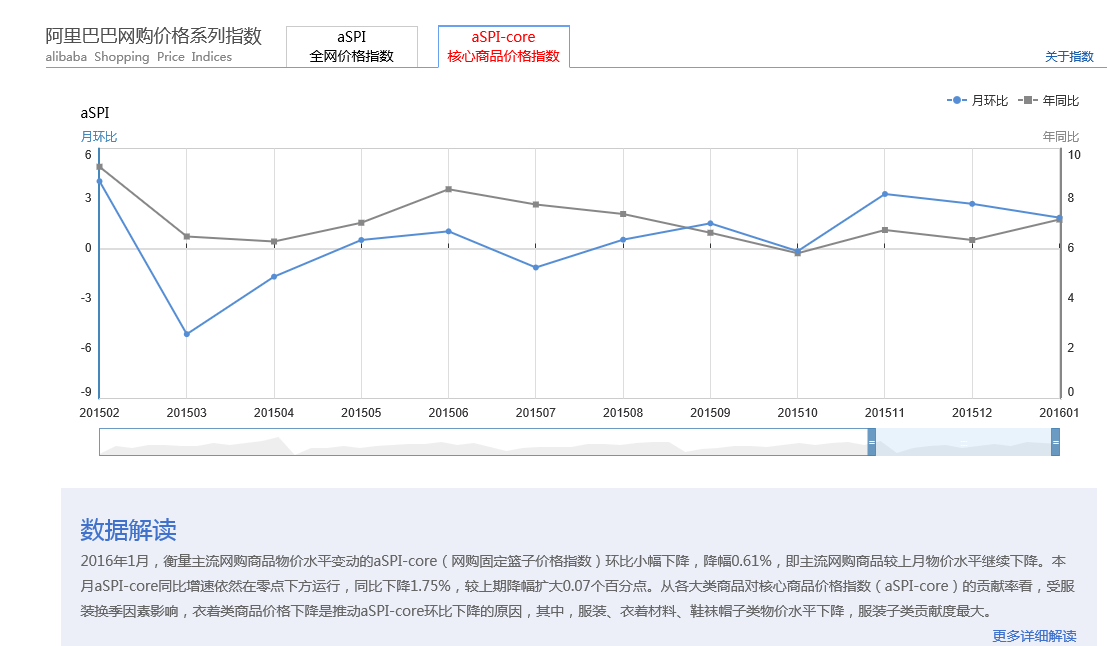 阿里巴巴网购价格系列指数
alibaba Shopping Price Indices
aSPI
全网价格指数
aSPI-core
核心商品价格指数
关于指数
月环比 年同比
aSPI
月环比 年同比
6 10
3 8
0 6
-3 4
-6 2
-9 0
201502 201503 201504 201505 201506 201507 201508 201509 201510 201511 201512 201601
数据解读
2016年1月，衡量主流网购商品物价水平变动的aSPI-core（网购固定篮子价格指数）环比小幅下降，降幅0.61%，即主流网购商品较上月物价水平继续下降。本
月aSPI-core同比增速依然在零点下方运行，同比下降1.75%，较上期降幅扩大0.07个百分点。从各大类商品对核心商品价格指数（aSPI-core）的贡献率看，受服
装换季因素影响，衣着类商品价格下降是推动aSPI-core环比下降的原因，其中，服装、衣着材料、鞋袜帽子类物价水平下降，服装子类贡献度最大。
更多详细解读